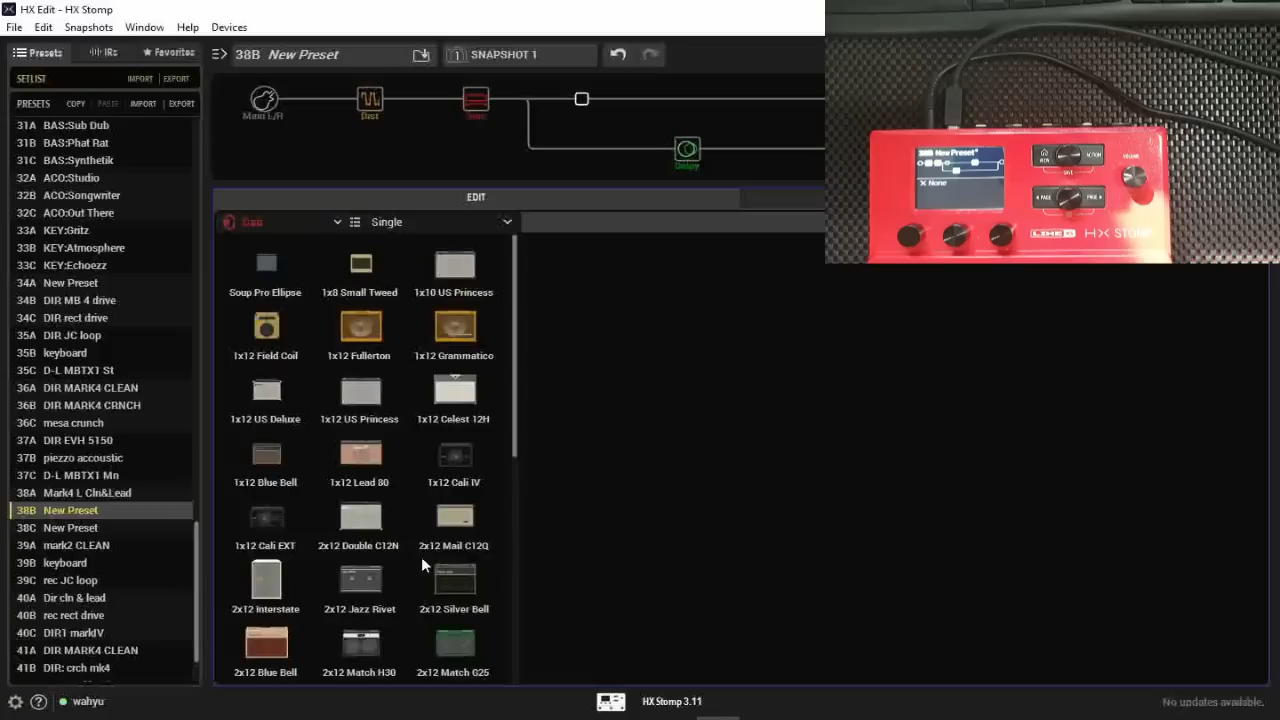 HX Edit - HX Stomp
File Edit Snapshots Window Help Devices
Presets IRs Favorites
38B New Preset
SNAPSHOT 1
SETLIST IMPORT EXPORT
PRESETS COPY PASTE IMPORT EXPORT
31A BAS:Sub Dub
31B BAS:Phat Rat
31C BAS:Synthetik
32A ACO:Studio
32B ACO:Songwriter
32C ACO:Out There
33A KEY:Gritz
33B KEY:Atmosphere
33C KEY:Echoezz
34A New Preset
34B DIR MB 4 drive
34C DIR rect drive
35A DIR JC loop
35B keyboard
35C D-L MBTX1 St
36A DIR MARK4 CLEAN
36B DIR MARK4 CRNCH
36C mesa crunch
37A DIR EVH 5150
37B piezzo accoustic
37C D-L MBTX1 Mn
38A Mark4 L Cln&Lead
38B New Preset
38C New Preset
39A mark2 CLEAN
39B keyboard
39C rec JC loop
40A Dir cln & lead
40B rec rect drive
40C DIR1 markIV
41A DIR MARK4 CLEAN
41B DIR: crch mk4
Main L/R
Dist
Delay
EDIT
Single
Soup Pro Ellipse
1x8 Small Tweed
1x10 US Princess
1x12 Field Coil
1x12 Fullerton
1x12 Grammatico
1x12 US Deluxe
1x12 US Princess
1x12 Celest 12H
1x12 Blue Bell
1x12 Lead 80
1x12 Cali IV
1x12 Cali EXT
2x12 Double C12N
2x12 Mail C12Q
2x12 Interstate
2x12 Jazz Rivet
2x12 Silver Bell
2x12 Blue Bell
2x12 Match H30
2x12 Match G25
38B New Preset*
None
VIEW
ACTION
SAVE
PAGE
PAGE
VOLUME
LINE 6 HX STOMP
wahyu
HX Stomp 3.11
No updates available.